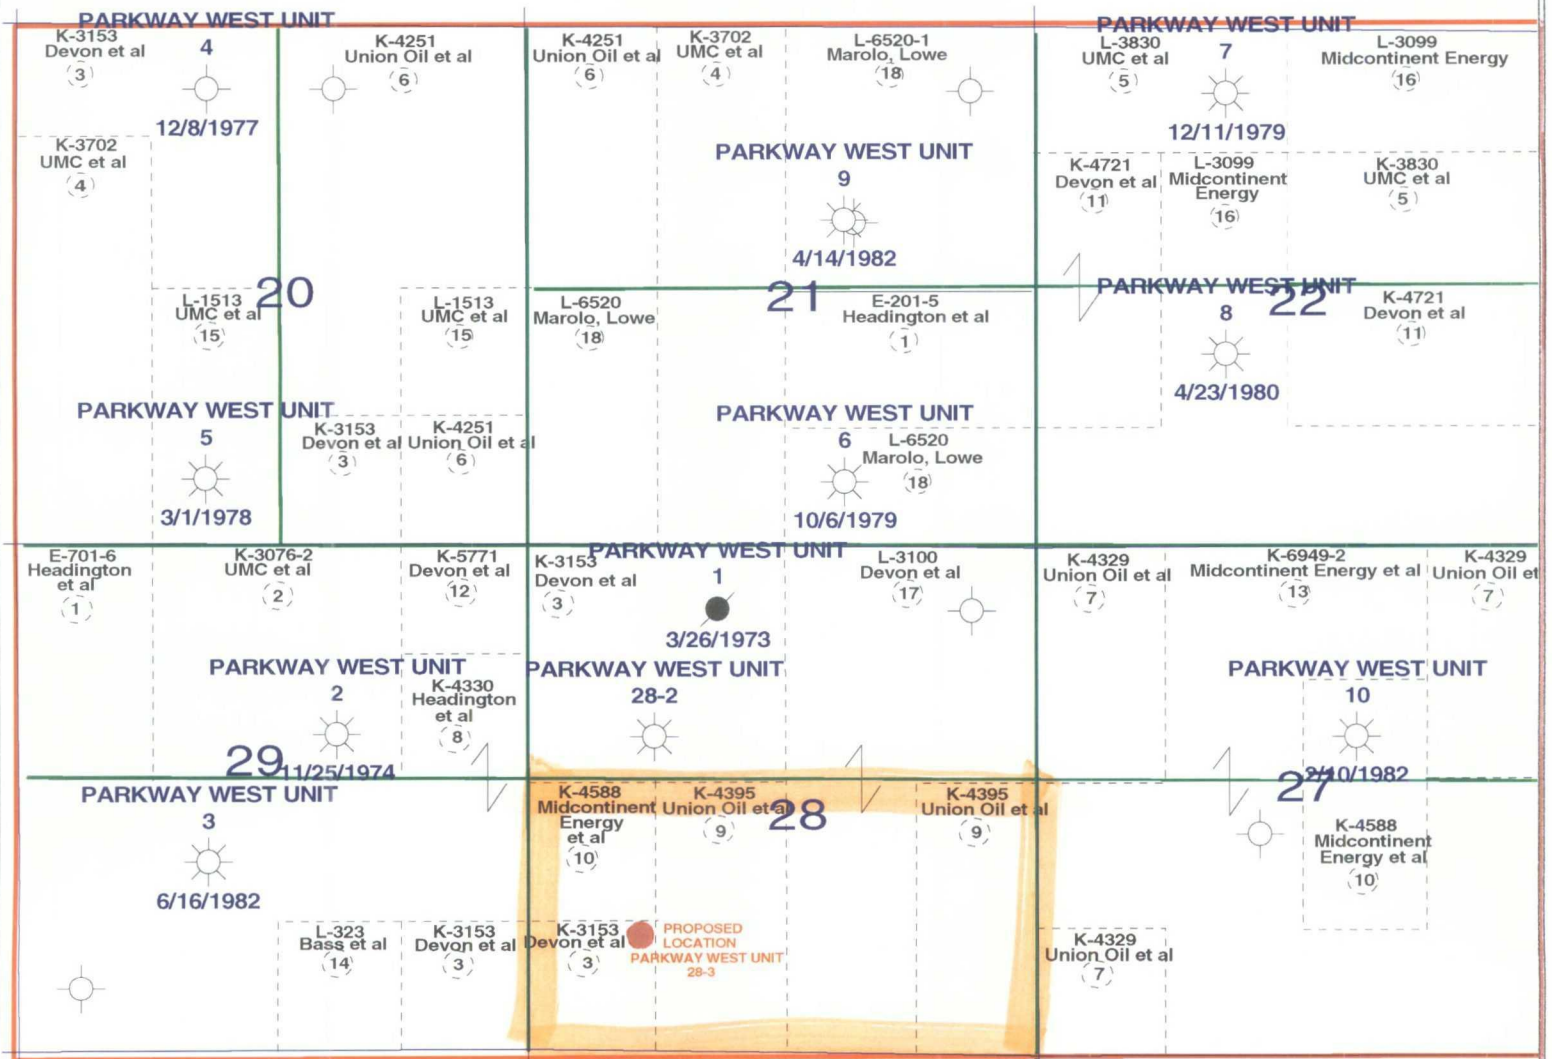 PARKWAY WEST UNIT
4
12/8/1977
K-3153
Devon et al
3
K-4251
Union Oil et al
6
K-3702
UMC et al
4
20
L-1513
UMC et al
15
L-1513
UMC et al
15
PARKWAY WEST UNIT
5
3/1/1978
K-3153
Devon et al
3
K-4251
Union Oil et al
6
K-4251
Union Oil et al
6
K-3702
UMC et al
4
L-6520-1
Marolo, Lowe
18
PARKWAY WEST UNIT
9
4/14/1982
21
L-6520
Marolo, Lowe
18
E-201-5
Headington et al
1
PARKWAY WEST UNIT
6
10/6/1979
L-6520
Marolo, Lowe
18
PARKWAY WEST UNIT
7
12/11/1979
L-3830
UMC et al
5
L-3099
Midcontinent Energy
16
K-4721
Devon et al
11
L-3099
Midcontinent
Energy
16
K-3830
UMC et al
5
PARKWAY WEST UNIT
8
4/23/1980
22
K-4721
Devon et al
11
E-701-6
Headington
et al
1
K-3076-2
UMC et al
2
K-5771
Devon et al
12
PARKWAY WEST UNIT
2
11/25/1974
K-4330
Headington
et al
8
29
PARKWAY WEST UNIT
3
6/16/1982
L-323
Bass et al
14
K-3153
Devon et al
3
K-3153
Devon et al
3
PARKWAY WEST UNIT
1
3/26/1973
L-3100
Devon et al
17
PARKWAY WEST UNIT
28-2
28
K-4588
Midcontinent
Energy
et al
10
K-4395
Union Oil et al
9
K-4395
Union Oil et al
9
K-3153
Devon et al
3
PROPOSED
LOCATION
PARKWAY WEST UNIT
28-3
K-4329
Union Oil et al
7
K-6949-2
Midcontinent Energy et al
13
K-4329
Union Oil et
7
PARKWAY WEST UNIT
10
2/10/1982
27
K-4588
Midcontinent
Energy et al
10
K-4329
Union Oil et al
7